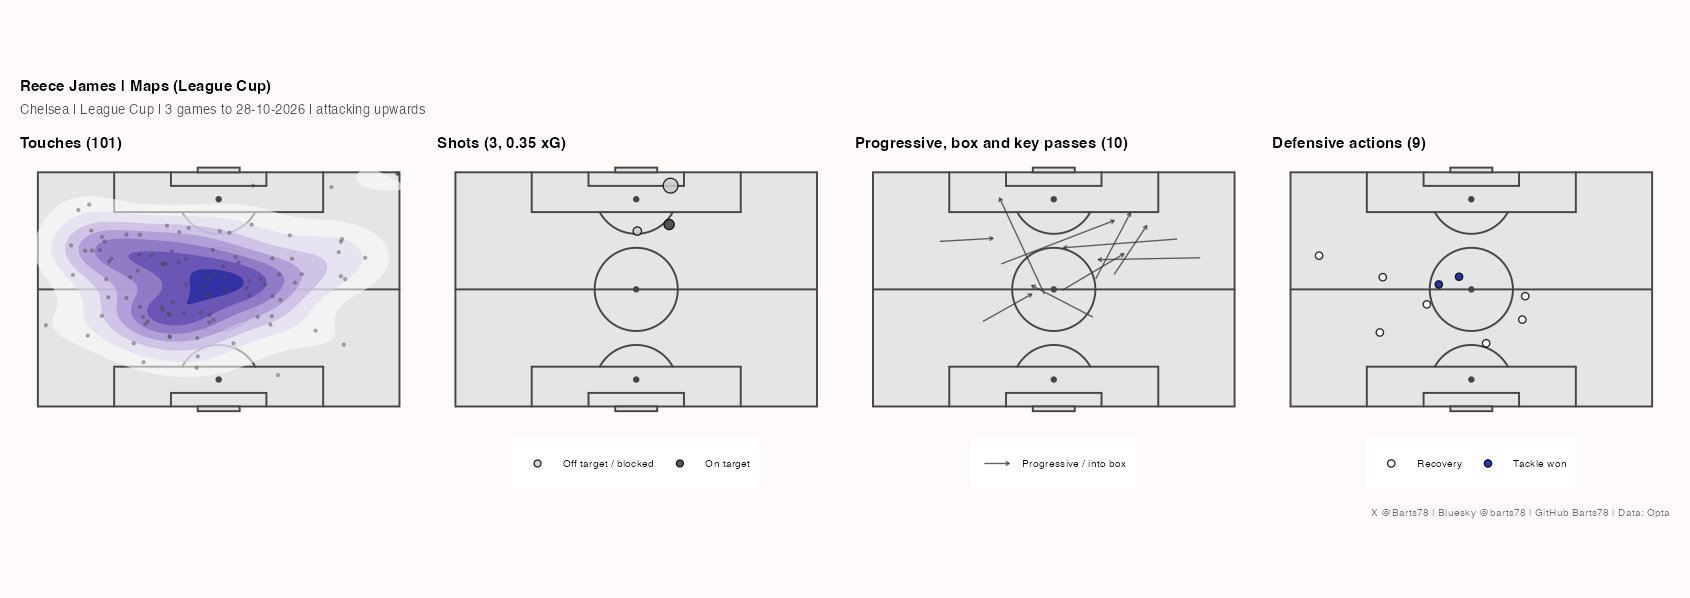 Reece James | Maps (League Cup)
Chelsea | League Cup | 3 games to 28-10-2026 | attacking upwards
Touches (101)
Shots (3, 0.35 xG)
Progressive, box and key passes (10)
Defensive actions (9)
Off target / blocked
On target
Progressive / into box
Recovery
Tackle won
X @Barts78 | Bluesky @barts78 | GitHub Barts78 | Data: Opta